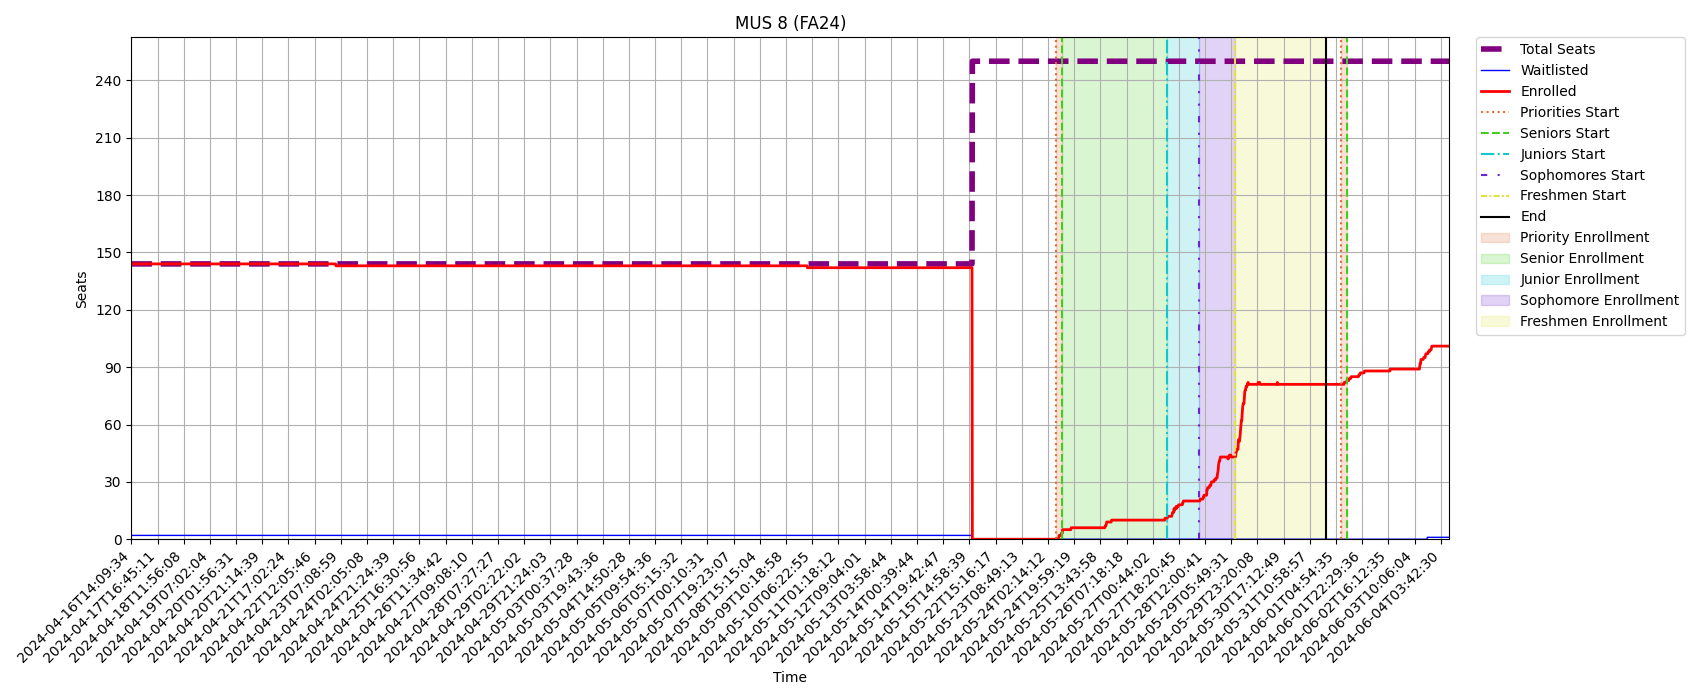 MUS 8 (FA24)
Seats
240
210
180
150
120
90
60
30
0
2024-04-16T14:09:34
2024-04-17T16:45:11
2024-04-18T11:56:08
2024-04-19T07:02:04
2024-04-20T01:56:31
2024-04-20T21:14:39
2024-04-21T17:02:24
2024-04-22T12:05:46
2024-04-23T07:08:59
2024-04-24T02:05:08
2024-04-24T21:24:39
2024-04-25T16:30:56
2024-04-26T11:34:42
2024-04-27T09:08:10
2024-04-28T07:27:27
2024-04-29T02:22:02
2024-04-29T21:24:03
2024-05-03T00:37:28
2024-05-03T19:43:36
2024-05-04T14:50:28
2024-05-05T09:54:36
2024-05-06T05:15:32
2024-05-07T00:10:31
2024-05-07T19:23:07
2024-05-08T15:15:04
2024-05-09T10:18:58
2024-05-10T06:22:55
2024-05-11T01:18:12
2024-05-12T09:04:01
2024-05-13T03:58:44
2024-05-14T00:39:44
2024-05-14T19:42:47
2024-05-15T14:58:39
2024-05-22T15:16:17
2024-05-23T08:49:13
2024-05-24T02:14:12
2024-05-24T19:59:19
2024-05-25T13:43:58
2024-05-26T07:18:18
2024-05-27T00:44:02
2024-05-27T18:20:45
2024-05-28T12:00:41
2024-05-29T05:49:31
2024-05-29T23:20:08
2024-05-30T17:12:49
2024-05-31T10:58:57
2024-06-01T04:54:35
2024-06-01T22:29:36
2024-06-02T16:12:35
2024-06-03T10:06:04
2024-06-04T03:42:30
Time
Total Seats
Waitlisted
Enrolled
Priorities Start
Seniors Start
Juniors Start
Sophomores Start
Freshmen Start
End
Priority Enrollment
Senior Enrollment
Junior Enrollment
Sophomore Enrollment
Freshmen Enrollment